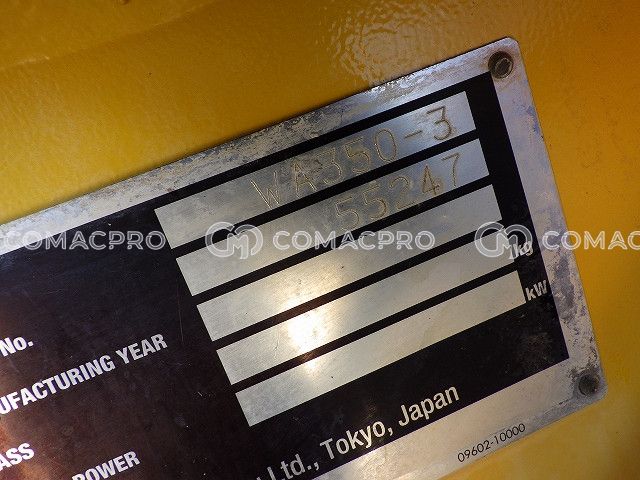 WA350-3
55247
COMACPRO COMACPRO COMACPRO
kg
No.
kW
UFACTURING YEAR
ASS
POWER
Ltd., Tokyo, Japan
09602-10000